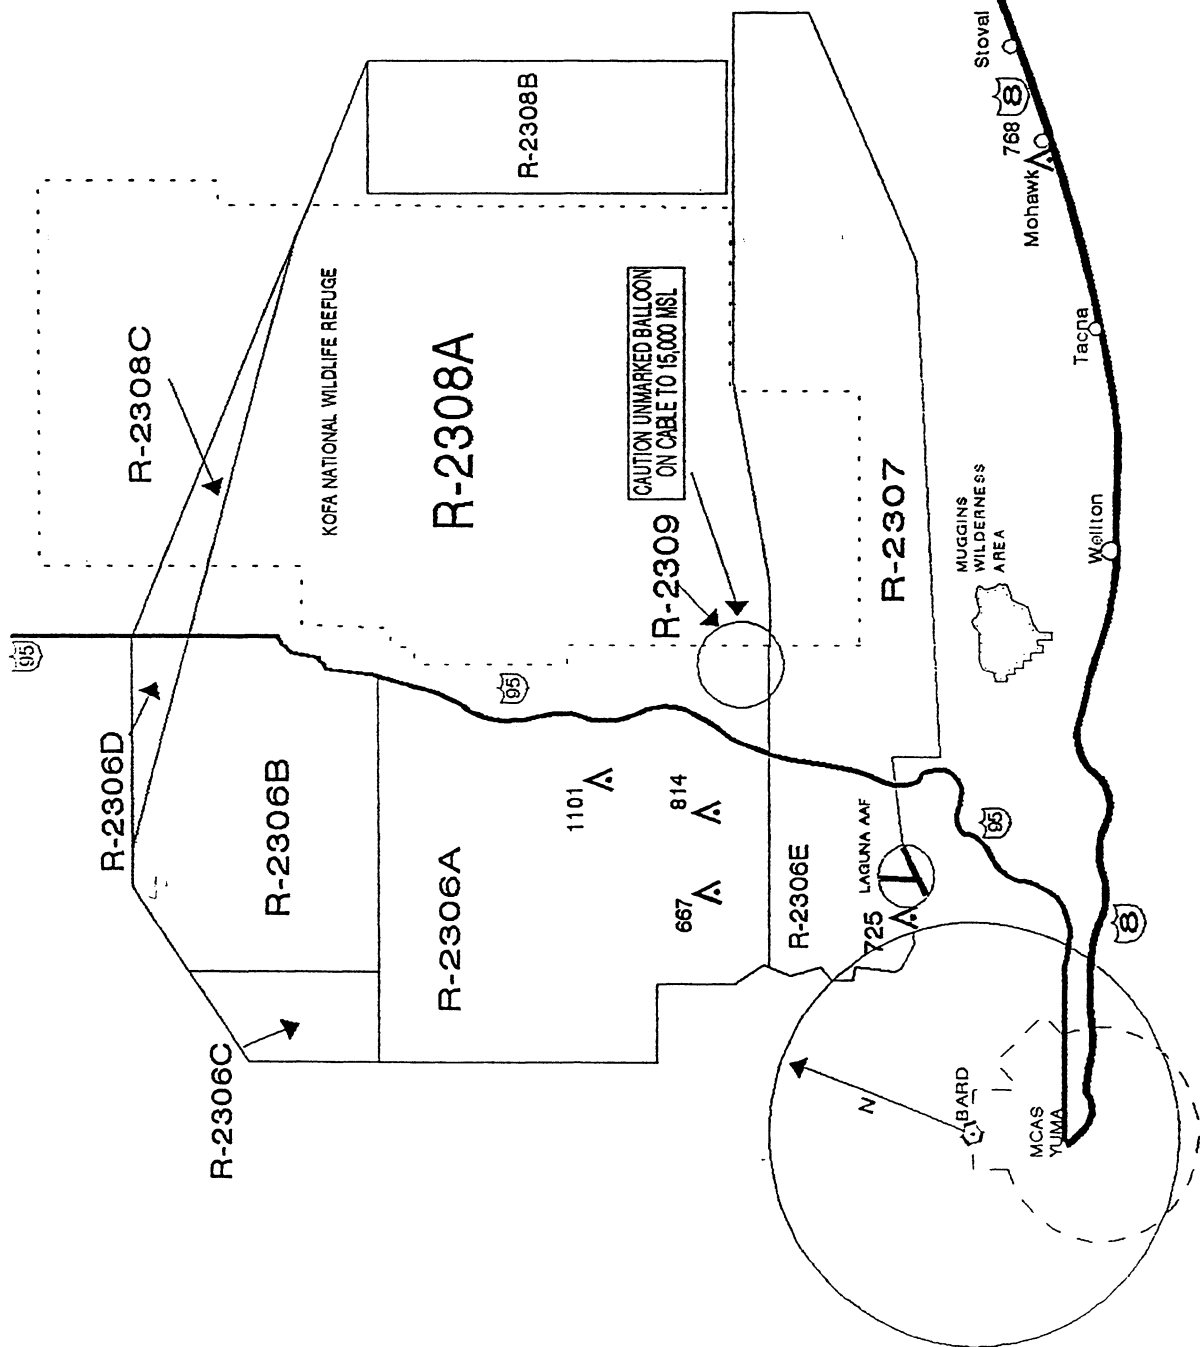 95
R-2308C
R-2306D
R-2306C
R-2306B
R-2306A
KOFA NATIONAL WILDLIFE REFUGE
R-2308A
R-2308B
95
CAUTION UNMARKED BALLOON
ON CABLE TO 15,000 MSL
R-2309
1101
814
667
R-2306E
R-2307
LAGUNA AAF
725
95
MUGGINS
WILDERNESS
AREA
Stoval
8
768
Mohawk
Tacna
Wellton
8
N
BARD
MCAS
YUMA